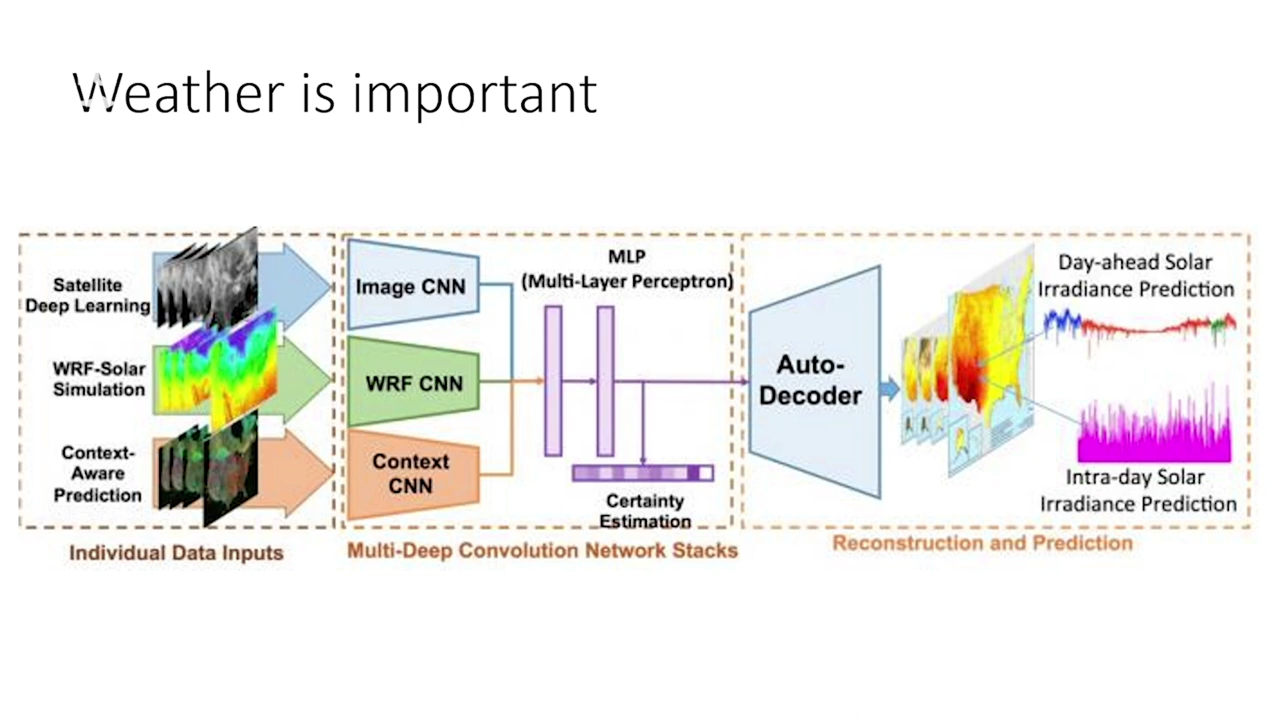 Weather is important
Satellite
Deep Learning
WRF-Solar
Simulation
Context-
Aware
Prediction
Individual Data Inputs
Image CNN
WRF CNN
Context
CNN
MLP
(Multi-Layer Perceptron)
Certainty
Estimation
Multi-Deep Convolution Network Stacks
Auto-
Decoder
Day-ahead Solar
Irradiance Prediction
Intra-day Solar
Irradiance Prediction
Reconstruction and Prediction